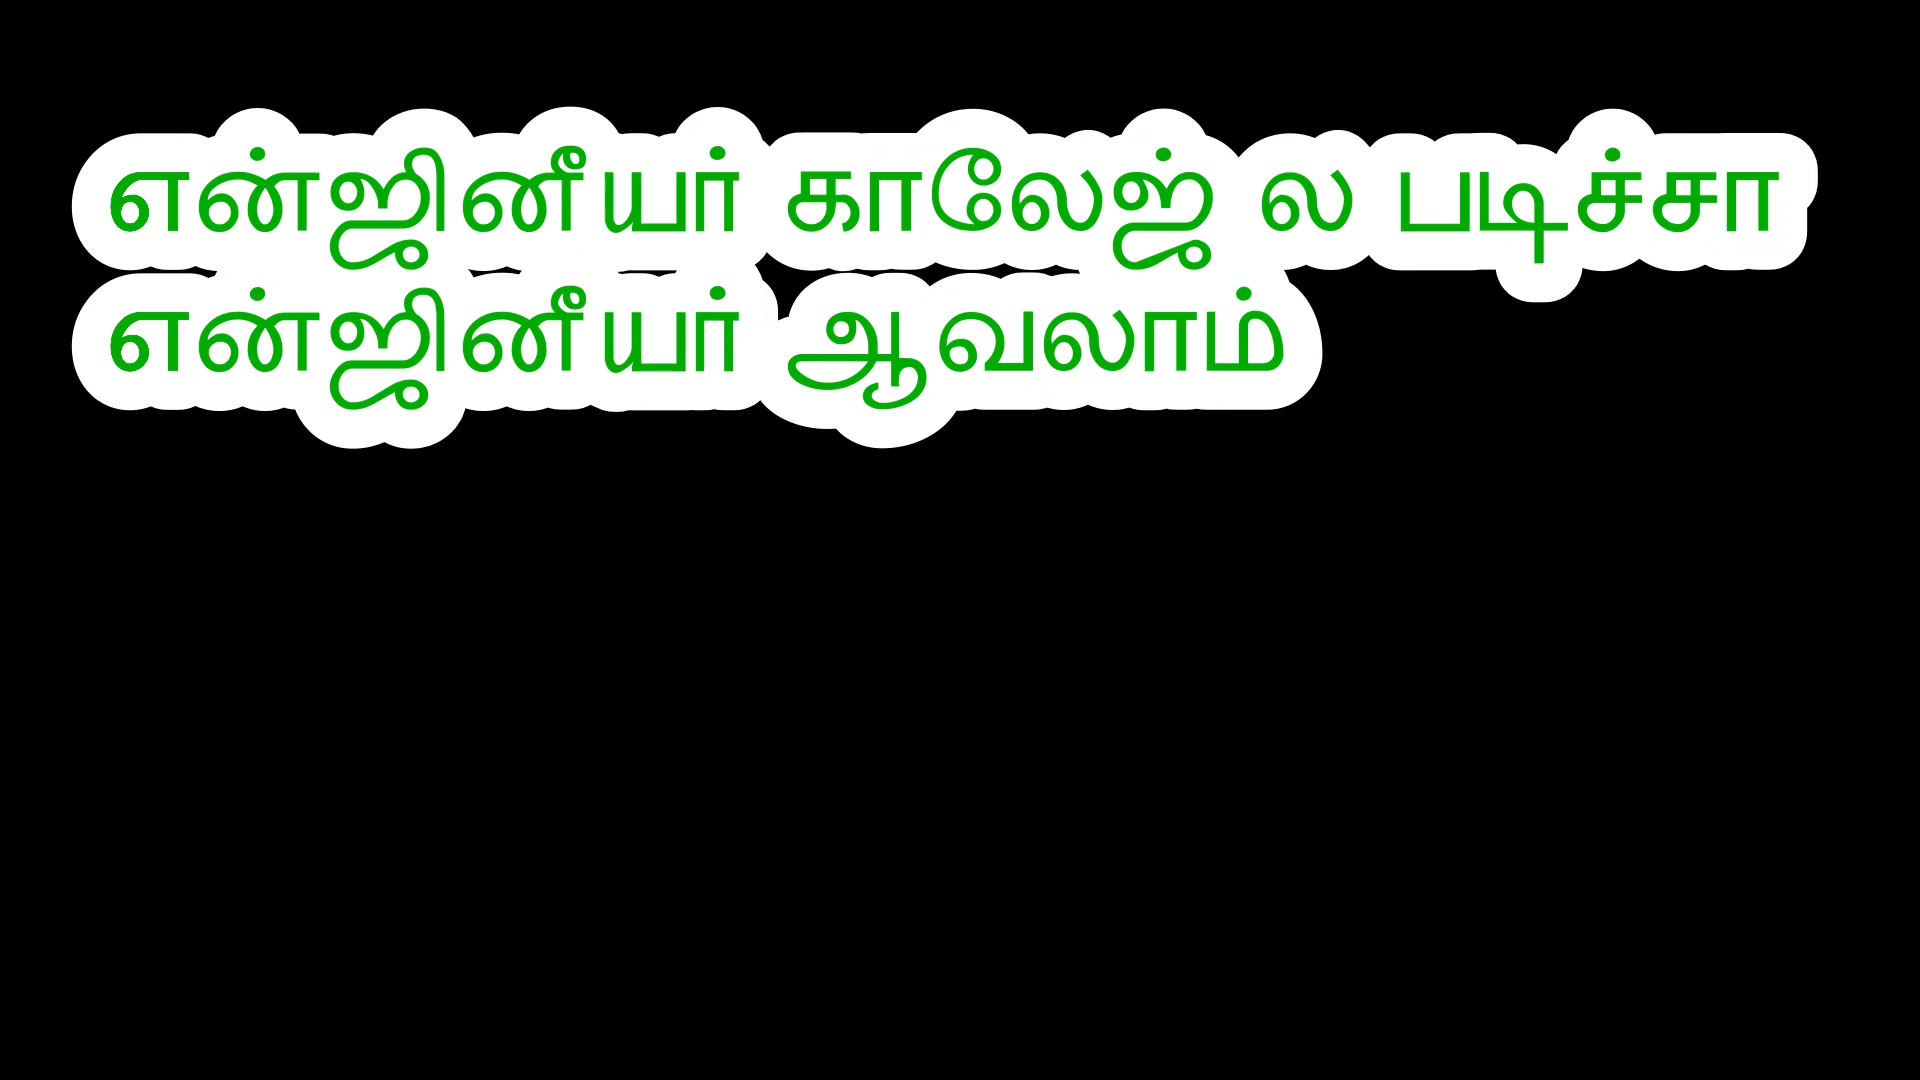 என்ஜினீயர் காலேஜ் ல படிச்சா
என்ஜினீயர் ஆவலாம்